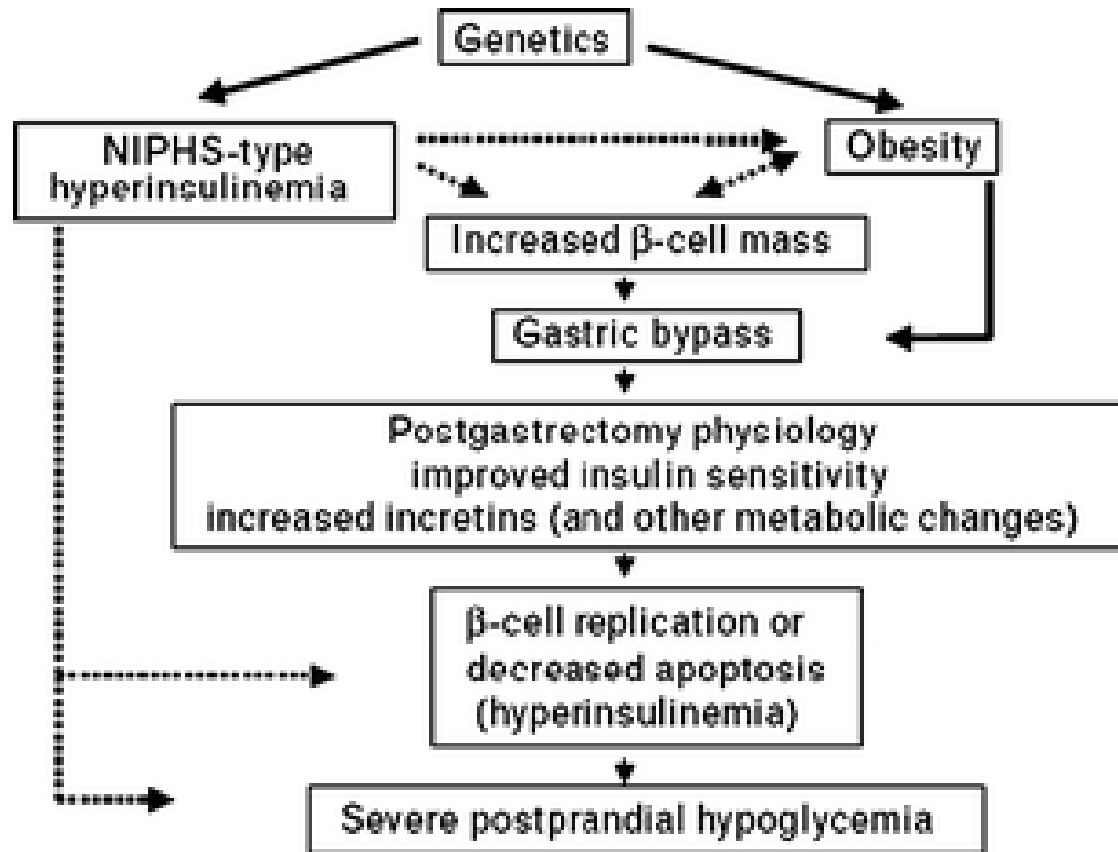 Genetics
NIPHS-type
hyperinsulinemia
Obesity
Increased β-cell mass
Gastric bypass
Postgastrectomy physiology
improved insulin sensitivity
increased incretins (and other metabolic changes)
β-cell replication or
decreased apoptosis
(hyperinsulinemia)
Severe postprandial hypoglycemia